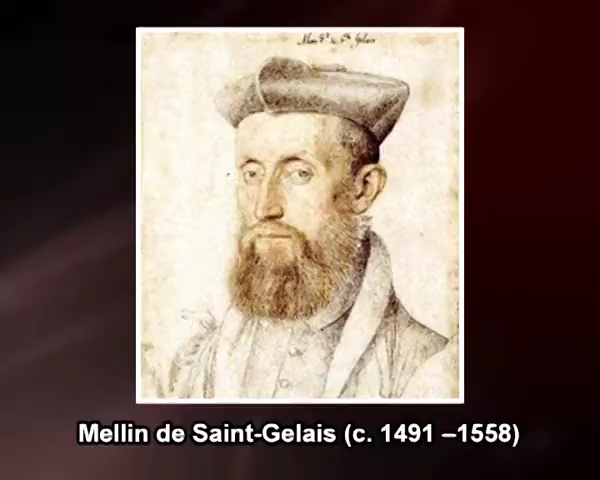 Mellin de Saint-Gelais (c. 1491 –1558)